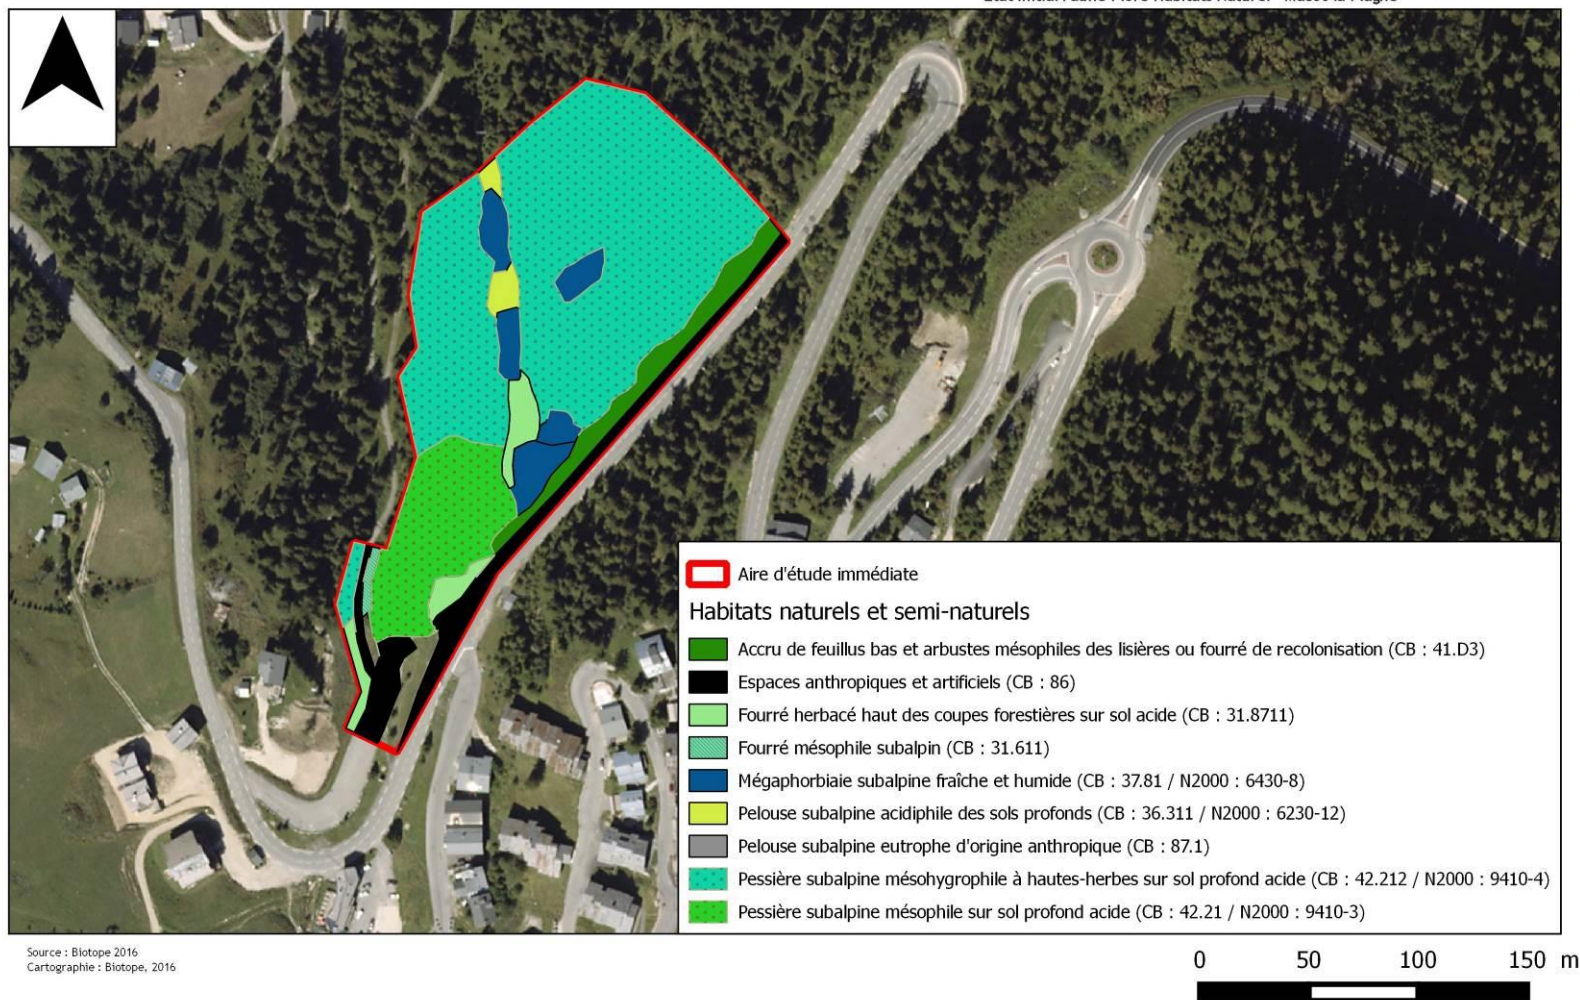 Aire d'étude immédiate
Habitats naturels et semi-naturels
Accru de feuillus bas et arbustes mésophiles des lisières ou fourré de recolonisation (CB : 41.D3)
Espaces anthropiques et artificiels (CB : 86)
Fourré herbacé haut des coupes forestières sur sol acide (CB : 31.8711)
Fourré mésophile subalpin (CB : 31.611)
Mégaphorbiaie subalpine fraîche et humide (CB : 37.81 / N2000 : 6430-8)
Pelouse subalpine acidiphile des sols profonds (CB : 36.311 / N2000 : 6230-12)
Pelouse subalpine eutrophe d'origine anthropique (CB : 87.1)
Pessière subalpine mésohygrophile à hautes-herbes sur sol profond acide (CB : 42.212 / N2000 : 9410-4)
Pessière subalpine mésophile sur sol profond acide (CB : 42.21 / N2000 : 9410-3)
Source : Biotope 2016
Cartographie : Biotope, 2016
0 50 100 150 m